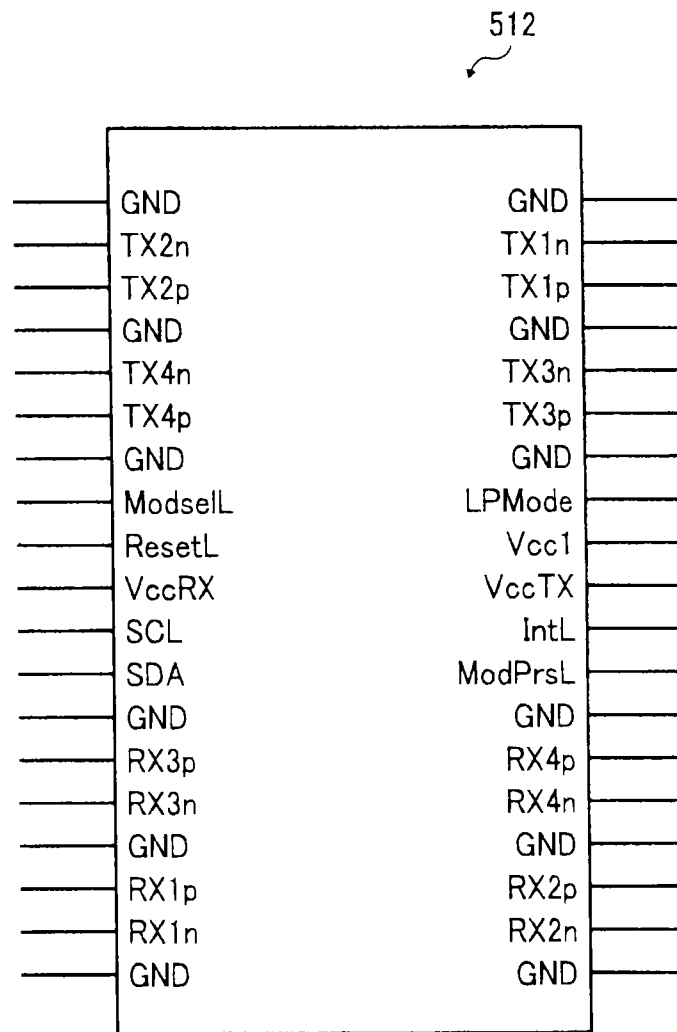 512
GND GND
TX2n TX1n
TX2p TX1p
GND GND
TX4n TX3n
TX4p TX3p
GND GND
ModselL LPMode
ResetL Vcc1
VccRX VccTX
SCL IntL
SDA ModPrsL
GND GND
RX3p RX4p
RX3n RX4n
GND GND
RX1p RX2p
RX1n RX2n
GND GND